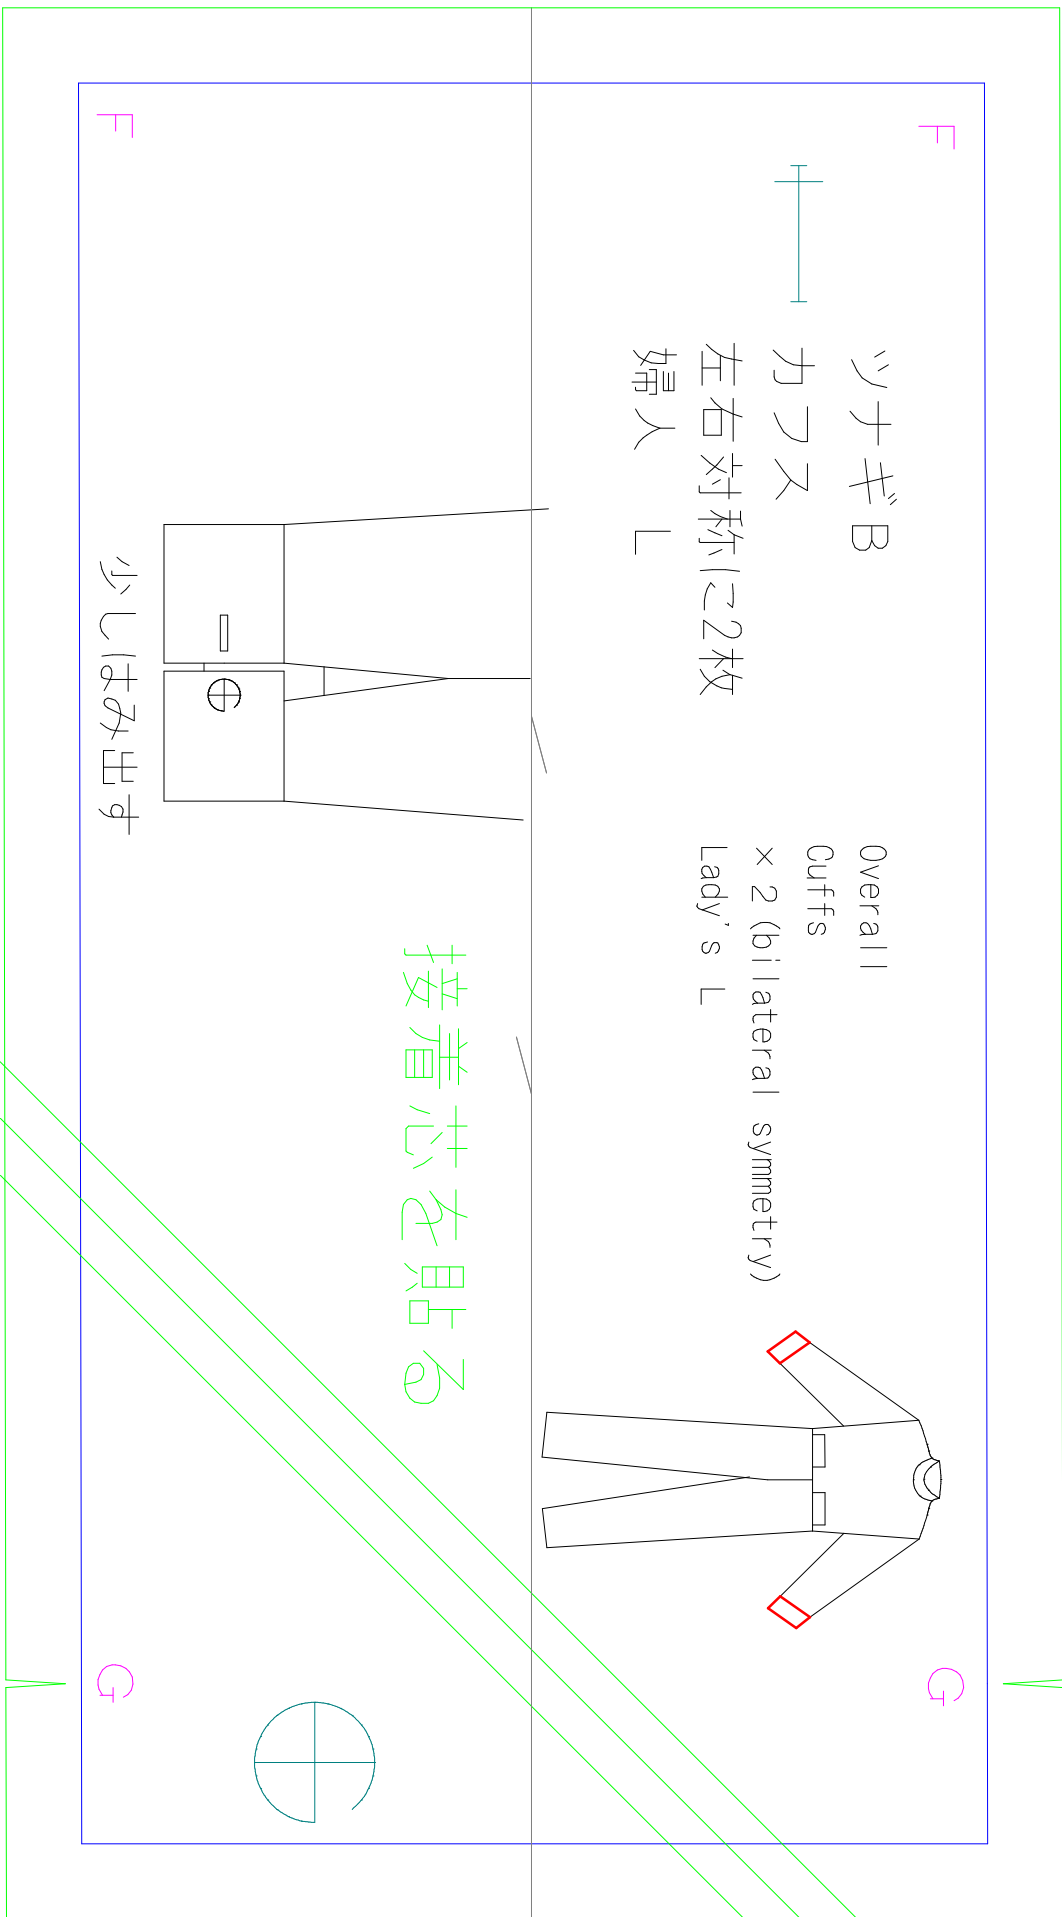 F
F
ツナギB
カフス
左右対称に2枚
婦人 L
少しはみ出す
Overall
Cuffs
×2(bilateral symmetry)
Lady's L
接着芯を貼る
G
G